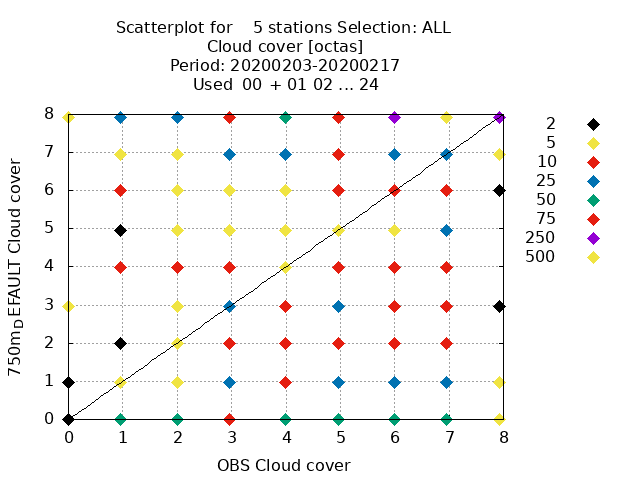 Scatterplot for 5 stations Selection: ALL
Cloud cover [octas]
Period: 20200203-20200217
Used 00 + 01 02 ... 24
750m_DEFAULT Cloud cover
8
7
6
5
4
3
2
1
0
0 1 2 3 4 5 6 7 8
OBS Cloud cover
2
5
10
25
50
75
250
500